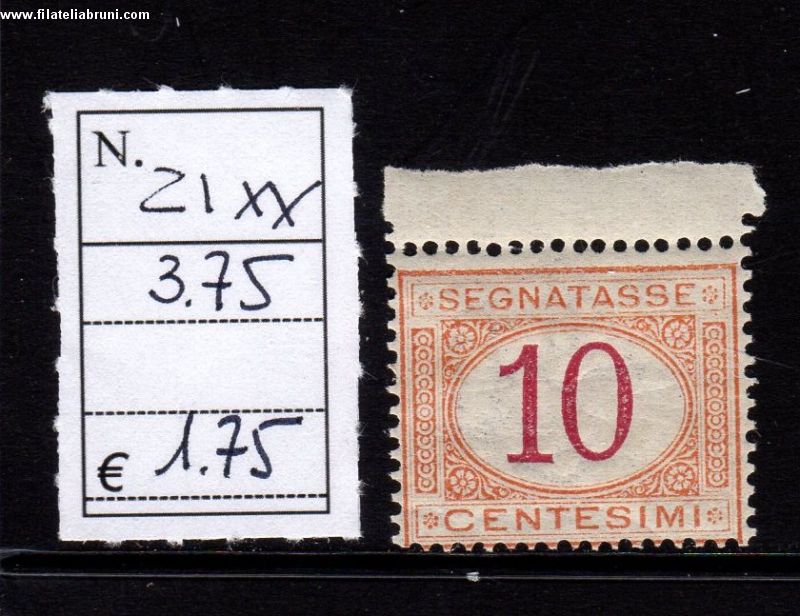 www.filateliabruni.com
N.
21 xx
3.75
€ 1.75
SEGNATASSE
10
CENTESIMI